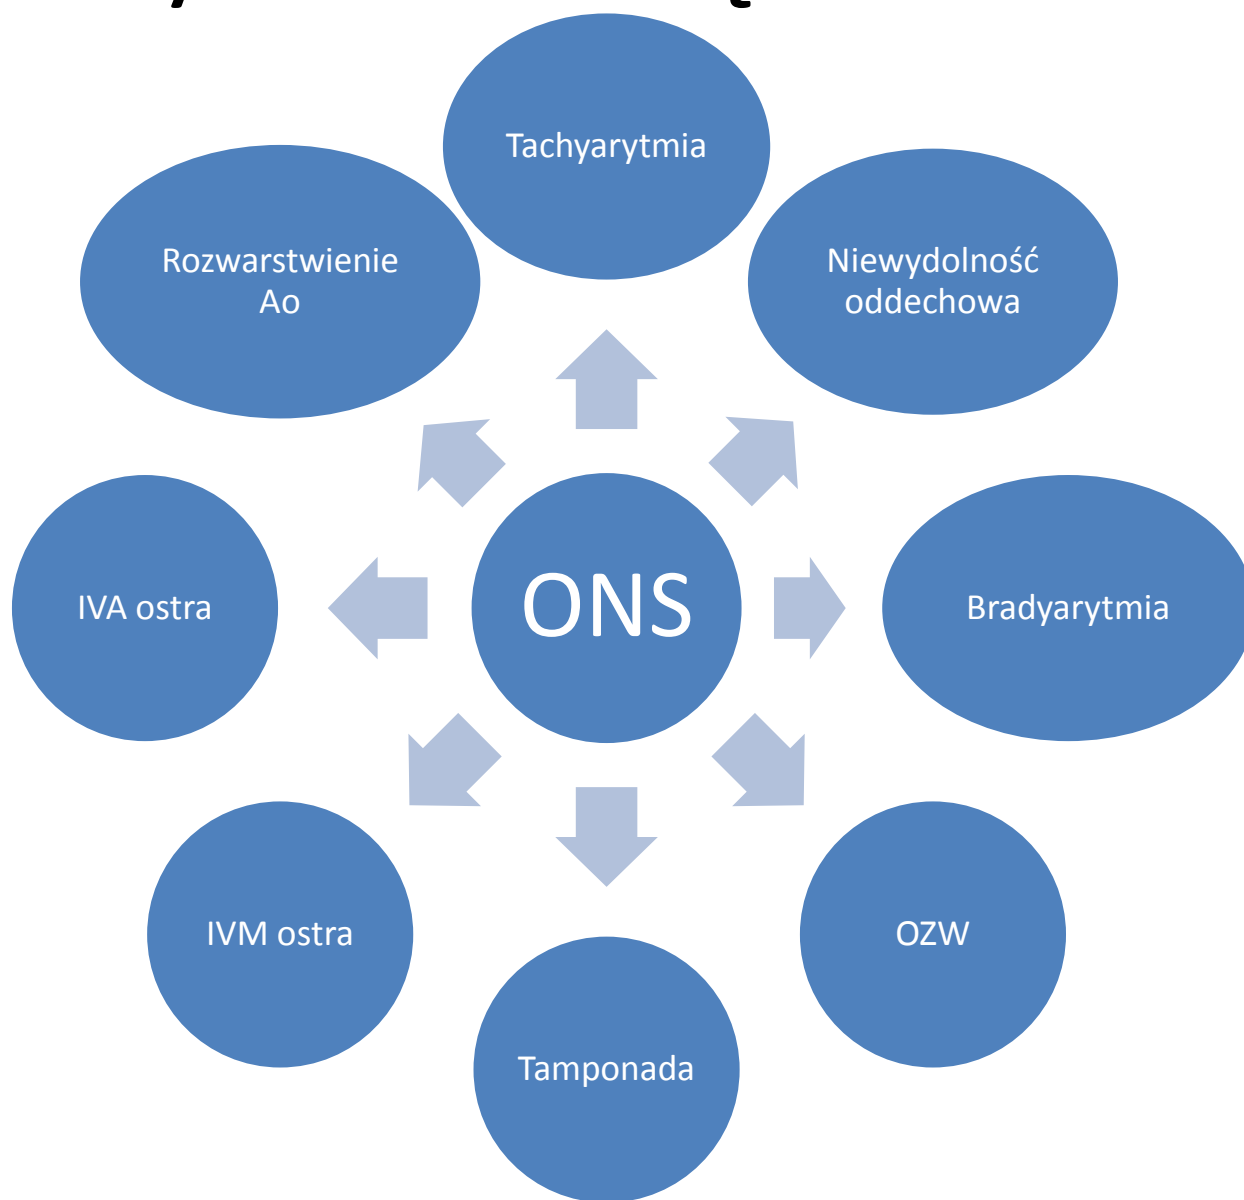 Tachyarytmia
Rozwarstwienie
Ao
Niewydolność
oddechowa
IVA ostra
ONS
Bradyarytmia
IVM ostra
OZW
Tamponada